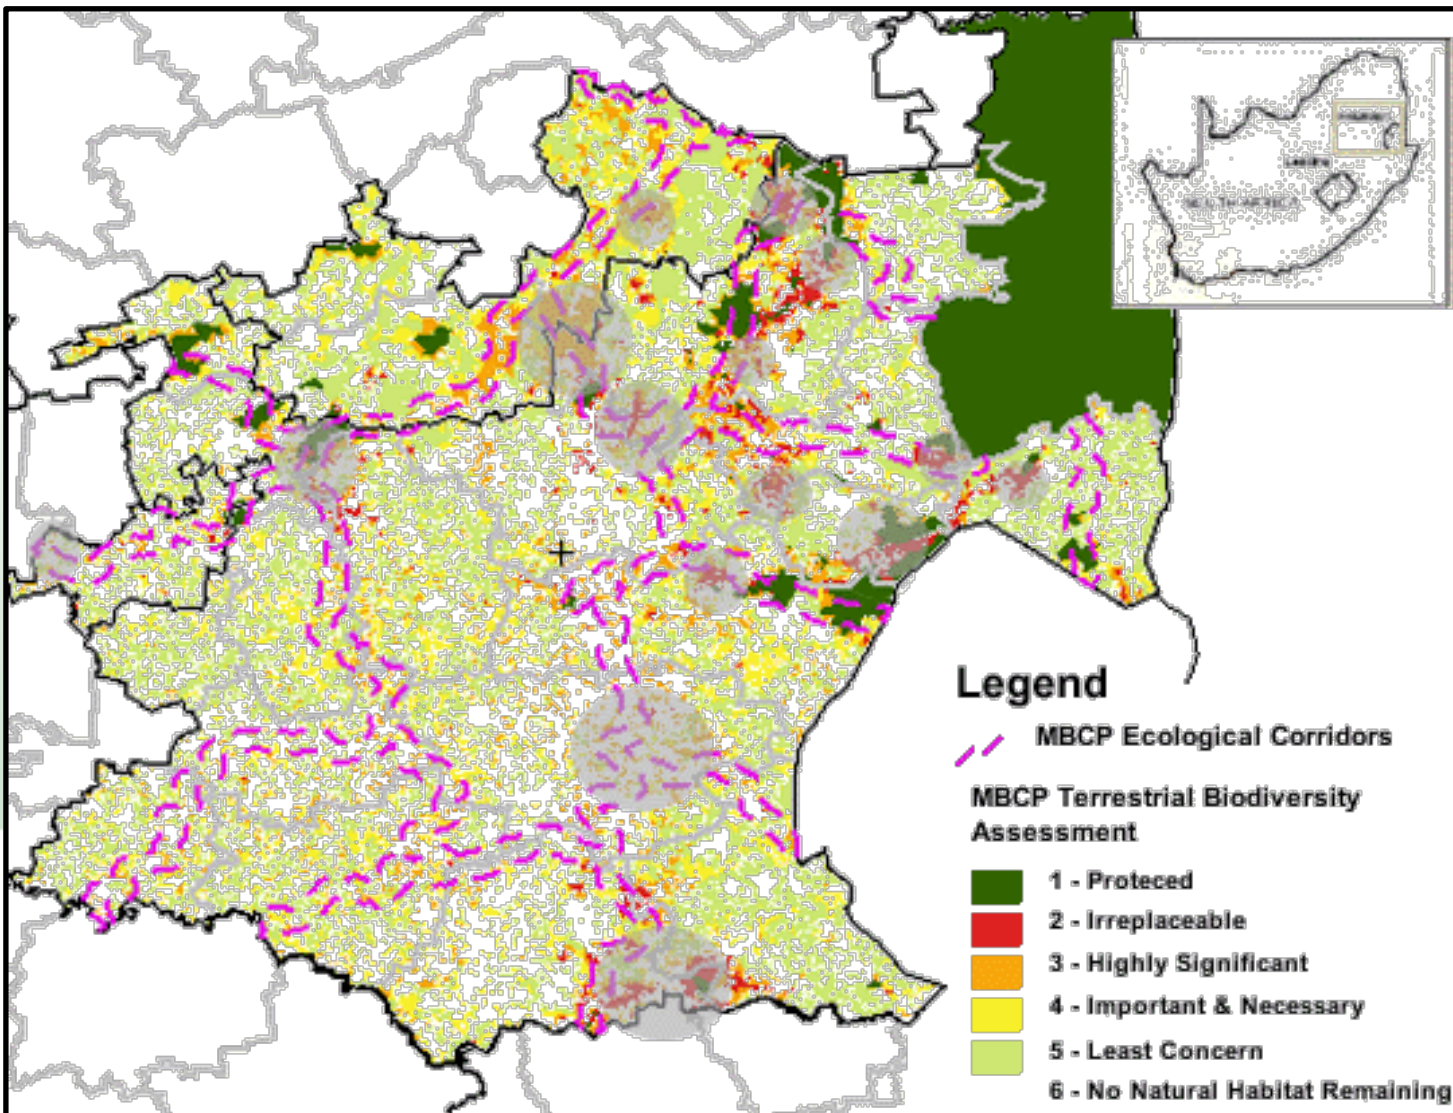 Legend
MBCP Ecological Corridors
MBCP Terrestrial Biodiversity
Assessment
1 - Proteced
2 - Irreplaceable
3 - Highly Significant
4 - Important & Necessary
5 - Least Concern
6 - No Natural Habitat Remaining